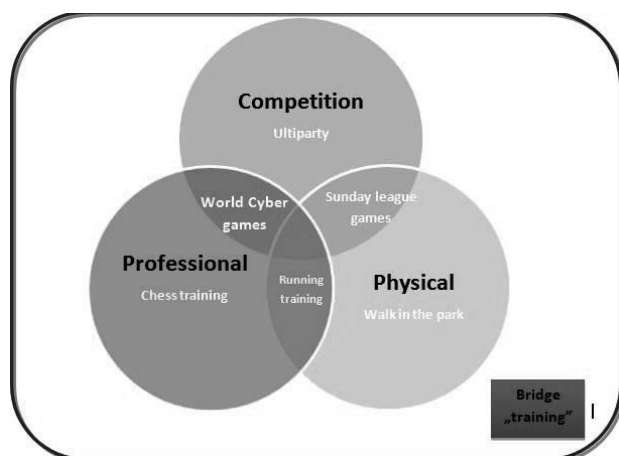 Competition
Ultiparty
World Cyber
games
Sunday league
games
Professional
Chess training
Running
training
Physical
Walk in the park
Bridge
„training”